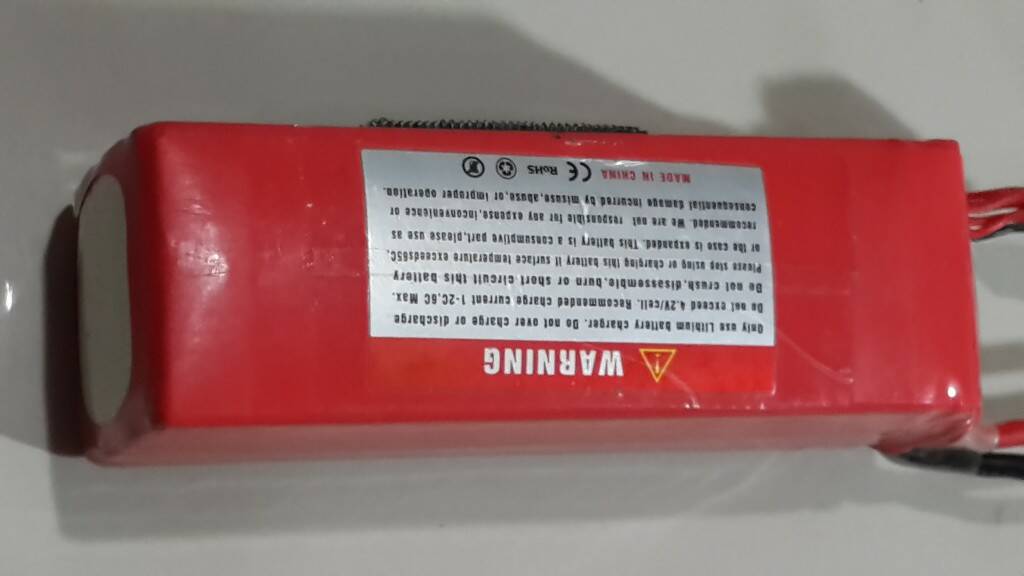 WARNING
Only use Lithium battery charger. Do not over charge or discharge
Do not exceed 4.2V/cell. Recommended charge current 1-2C,6C Max.
Do not crush,disassemble,burn or short circuit this battery
Please stop using or charging this battery if surface temperature exceeds65C,
or the case is expanded. This battery is a consumptive part,please use as
recommended. We are not responsible for any expense,inconvenience or
consequential damage incurred by misuse,abuse,or improper operation.
MADE IN CHINA CE RoHS